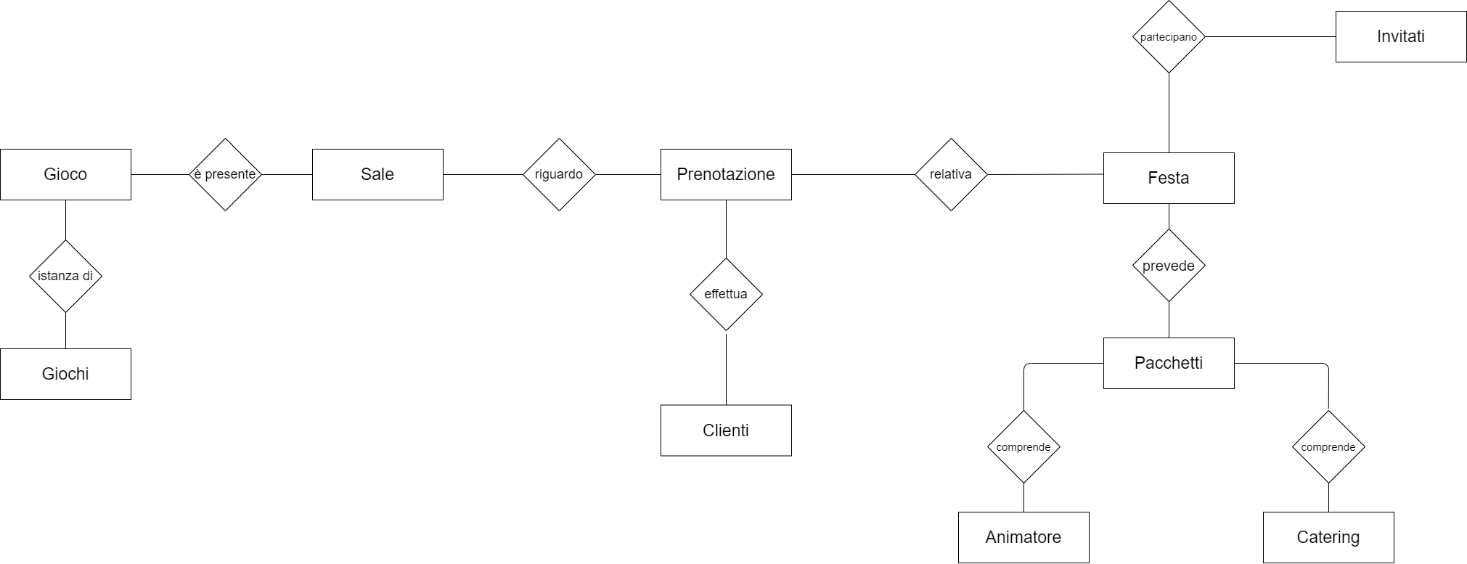 partecipano
Invitati
Gioco
è presente
Sale
riguardo
Prenotazione
relativa
Festa
istanza di
effettua
prevede
Giochi
Pacchetti
Clienti
comprende
comprende
Animatore
Catering